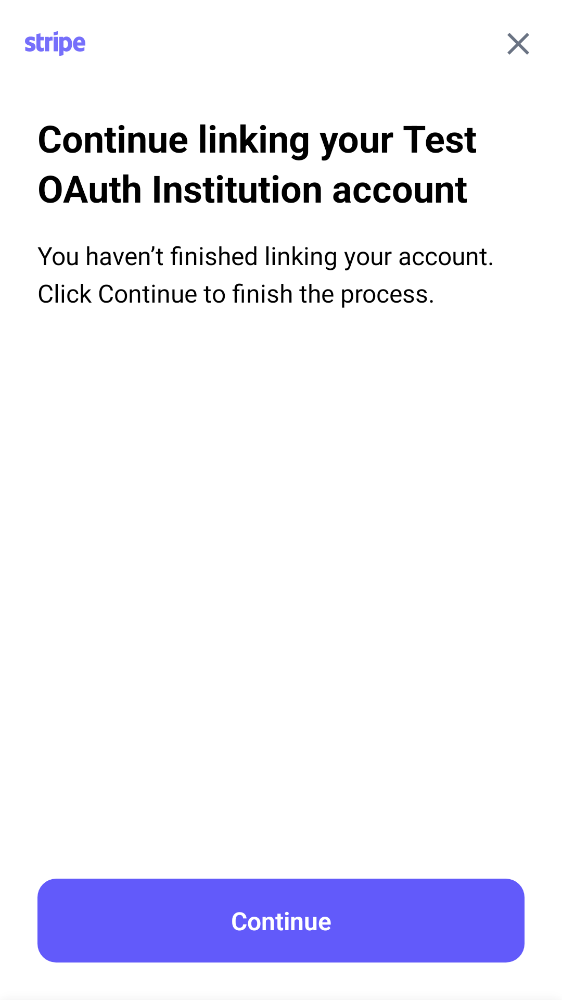 stripe
Continue linking your Test
OAuth Institution account
You haven’t finished linking your account.
Click Continue to finish the process.
Continue